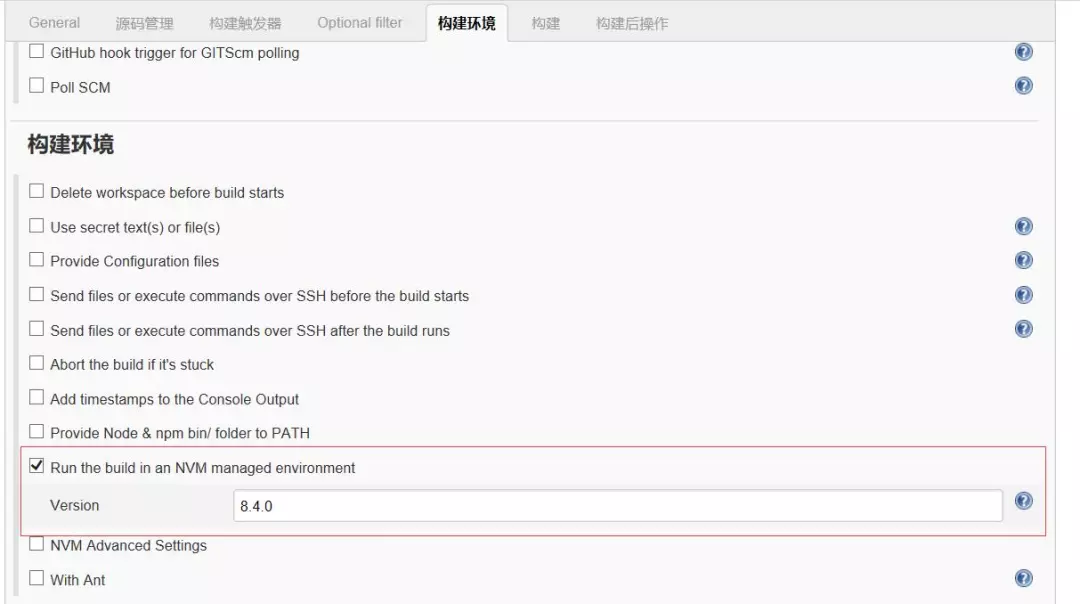 General 源码管理 构建触发器 Optional filter 构建环境 构建 构建后操作
GitHub hook trigger for GITScm polling
Poll SCM
构建环境
Delete workspace before build starts
Use secret text(s) or file(s)
Provide Configuration files
Send files or execute commands over SSH before the build starts
Send files or execute commands over SSH after the build runs
Abort the build if it's stuck
Add timestamps to the Console Output
Provide Node & npm bin/ folder to PATH
Run the build in an NVM managed environment
Version 8.4.0
NVM Advanced Settings
With Ant